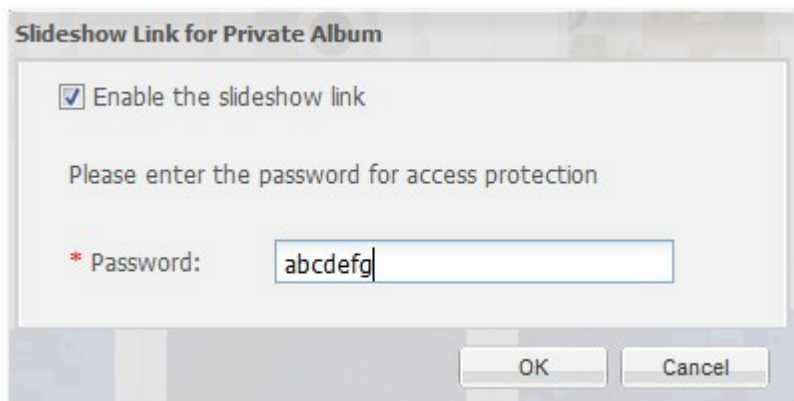 Slideshow Link for Private Album
Enable the slideshow link
Please enter the password for access protection
* Password: abcdefg
OK Cancel